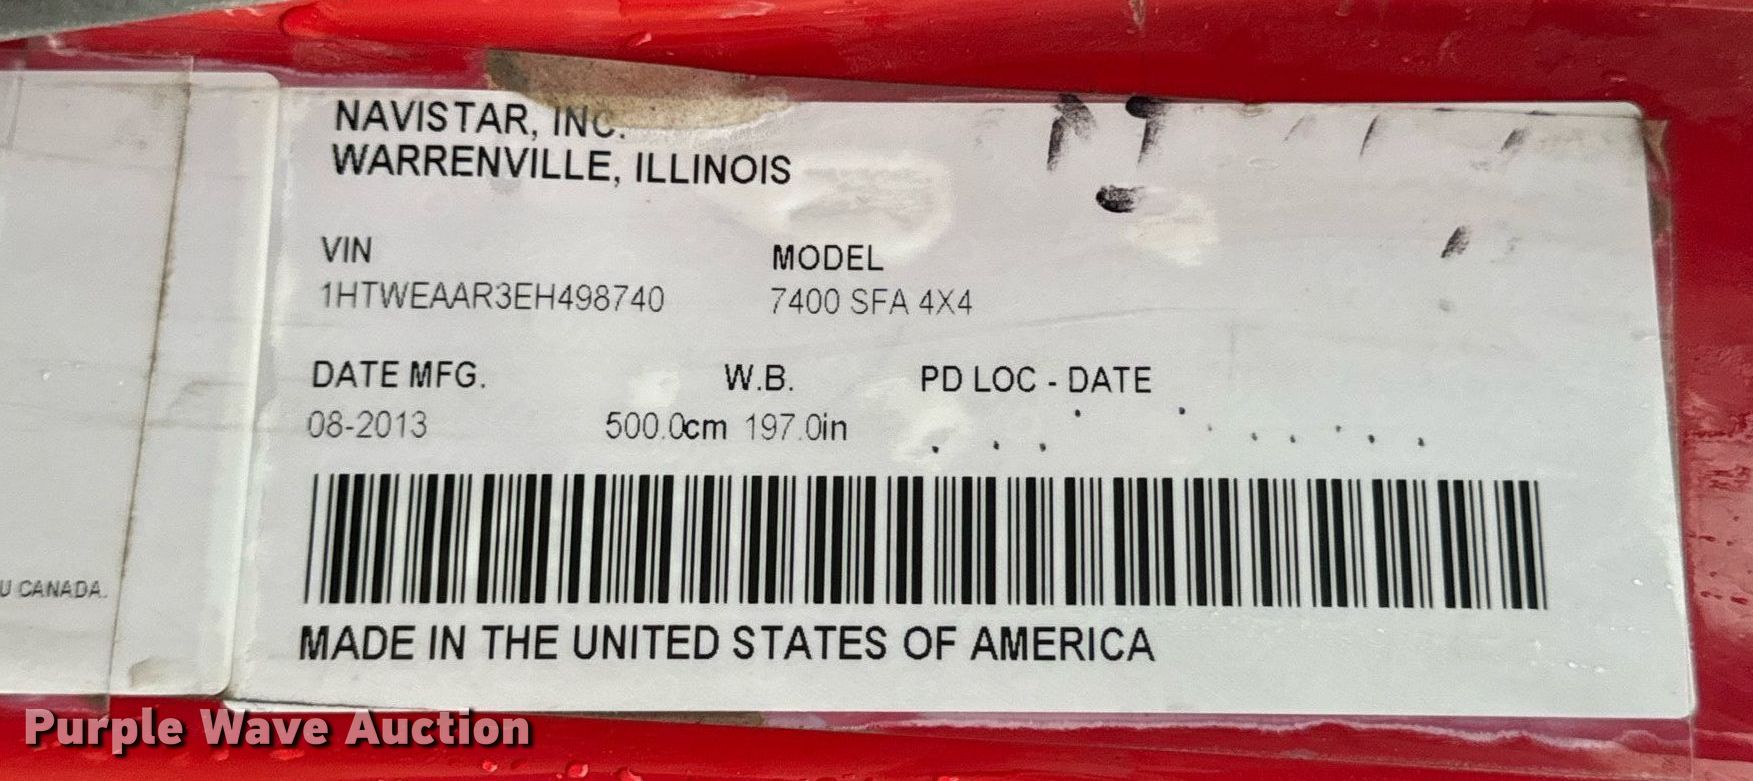 NAVISTAR, INC.
WARRENVILLE, ILLINOIS
VIN
MODEL
1HTWEAAR3EH498740
7400 SFA 4X4
DATE MFG.
W.B.
PD LOC - DATE
08-2013
500.0cm 197.0in
U CANADA.
MADE IN THE UNITED STATES OF AMERICA
Purple Wave Auction